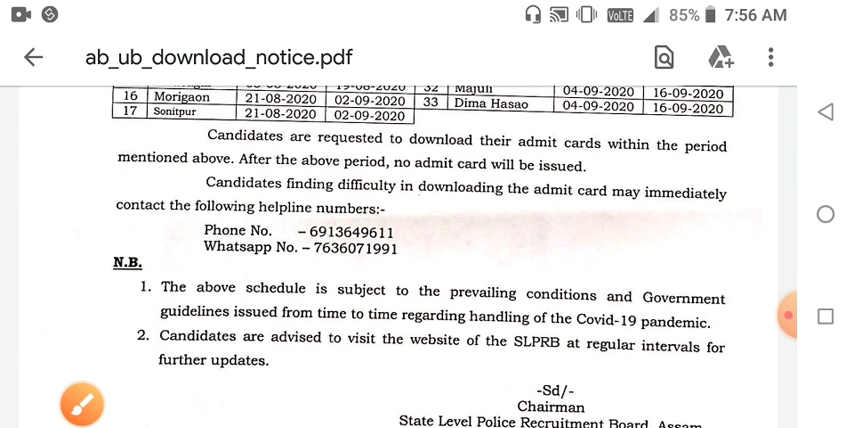 VoLTE 85% 7:56 AM
ab_ub_download_notice.pdf
32 Majuli
16 Morigaon 21-08-2020 02-09-2020 33 Dima Hasao 04-09-2020 16-09-2020
17 Sonitpur 21-08-2020 02-09-2020 04-09-2020 16-09-2020
Candidates are requested to download their admit cards within the period
mentioned above. After the above period, no admit card will be issued.
Candidates finding difficulty in downloading the admit card may immediately
contact the following helpline numbers:-
Phone No. – 6913649611
Whatsapp No. – 7636071991
N.B.
1. The above schedule is subject to the prevailing conditions and Government
guidelines issued from time to time regarding handling of the Covid-19 pandemic.
2. Candidates are advised to visit the website of the SLPRB at regular intervals for
further updates.
-Sd/-
Chairman
State Level Police Recruitment Board, Assam